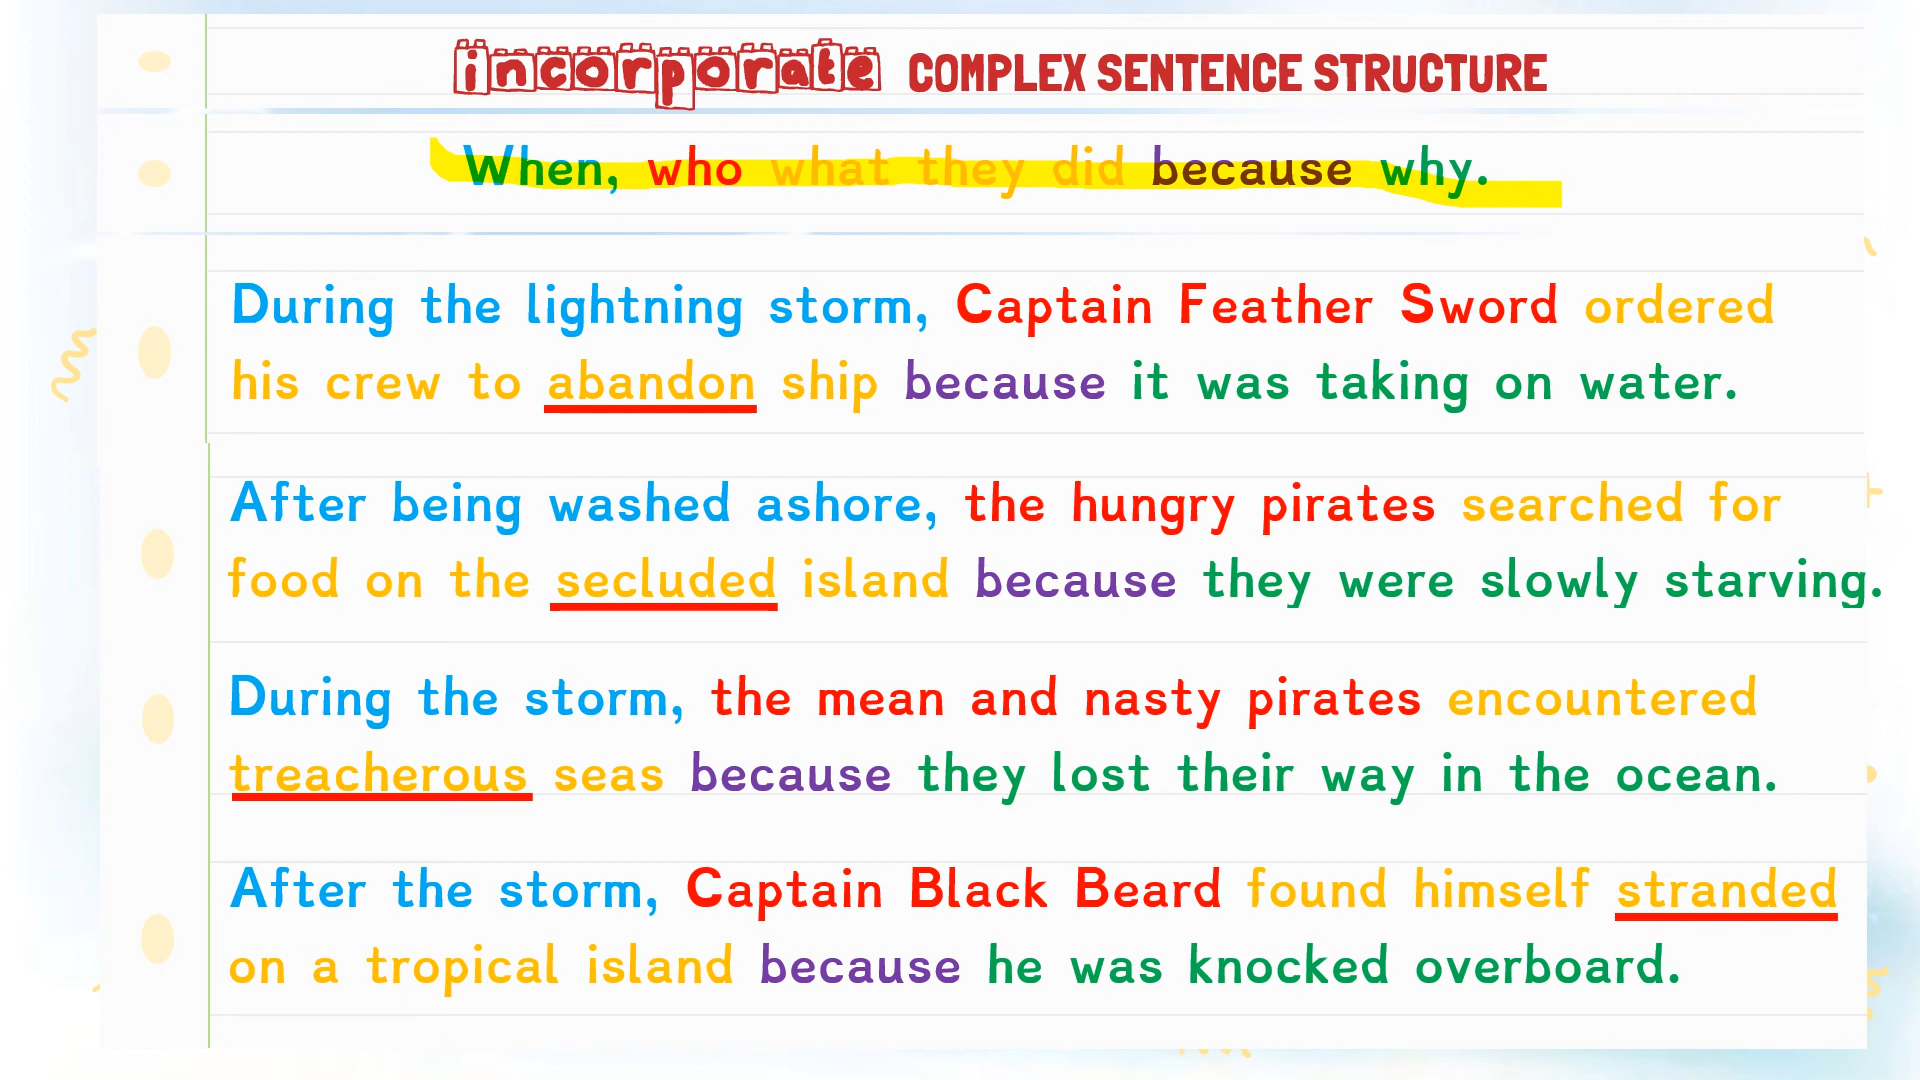 incorporate COMPLEX SENTENCE STRUCTURE
When, who what they did because why.
During the lightning storm, Captain Feather Sword ordered
his crew to abandon ship because it was taking on water.
After being washed ashore, the hungry pirates searched for
food on the secluded island because they were slowly starving.
During the storm, the mean and nasty pirates encountered
treacherous seas because they lost their way in the ocean.
After the storm, Captain Black Beard found himself stranded
on a tropical island because he was knocked overboard.